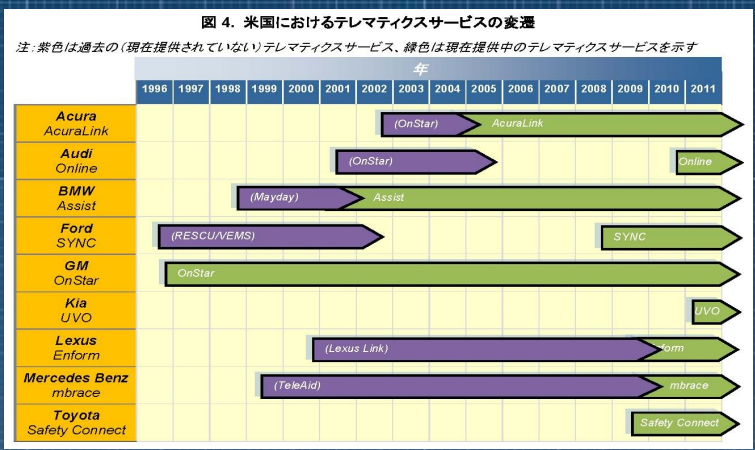 図 4. 米国におけるテレマティクスサービスの変遷
注：紫色は過去の（現在提供されていない）テレマティクスサービス、緑色は現在提供中のテレマティクスサービスを示す
年
1996 1997 1998 1999 2000 2001 2002 2003 2004 2005 2006 2007 2008 2009 2010 2011
Acura
AcuraLink
(OnStar) AcuraLink
Audi
Online
(OnStar) Online
BMW
Assist
(Mayday) Assist
Ford
SYNC
(RESCU/VEMS) SYNC
GM
OnStar
OnStar
Kia
UVO
UVO
Lexus
Enform
(Lexus Link) form
Mercedes Benz
mbrace
(TeleAid) mbrace
Toyota
Safety Connect
Safety Connect